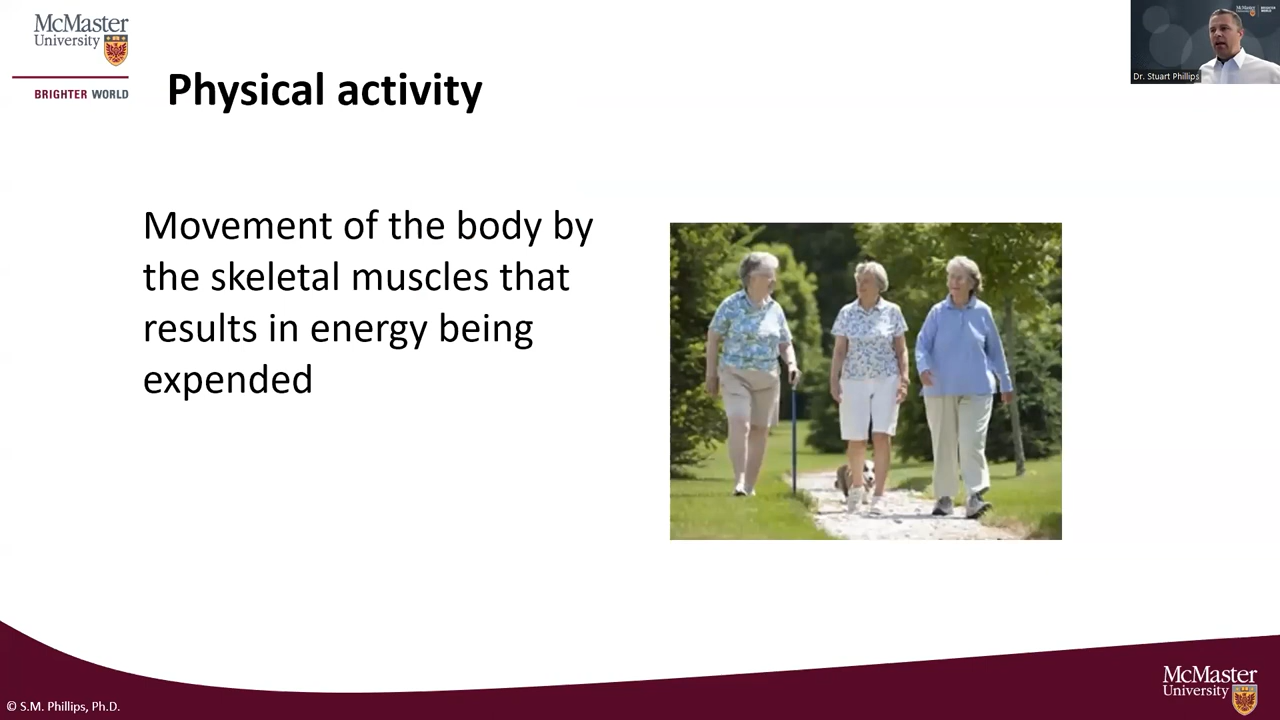 McMaster
University
BRIGHTER WORLD
Physical activity
Dr. Stuart Phillips
Movement of the body by
the skeletal muscles that
results in energy being
expended
© S.M. Phillips, Ph.D.
McMaster
University